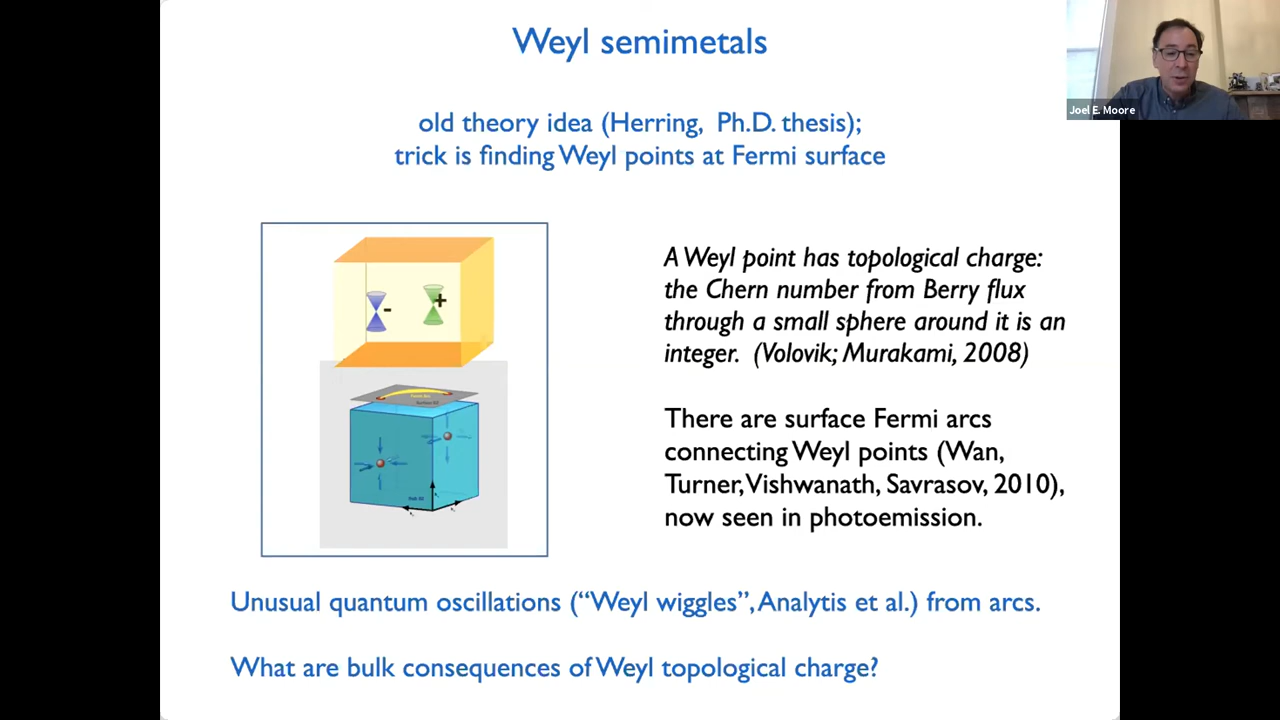 Weyl semimetals
Joel E. Moore
old theory idea (Herring, Ph.D. thesis);
trick is finding Weyl points at Fermi surface
-
+
A Weyl point has topological charge:
the Chern number from Berry flux
through a small sphere around it is an
integer. (Volovik; Murakami, 2008)
There are surface Fermi arcs
connecting Weyl points (Wan,
Turner, Vishwanath, Savrasov, 2010),
now seen in photoemission.
Unusual quantum oscillations ("Weyl wiggles", Analytis et al.) from arcs.
What are bulk consequences of Weyl topological charge?